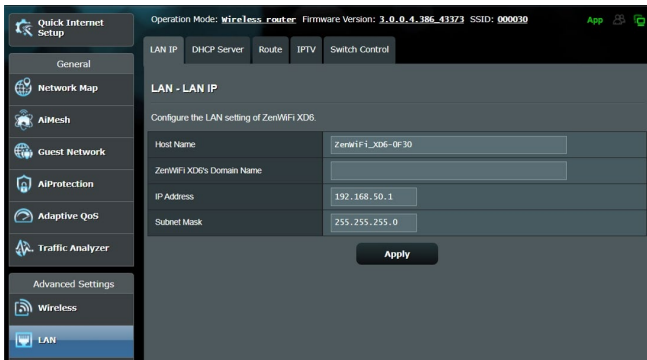 Quick Internet
Setup
Operation Mode: Wireless router Firmware Version: 3.0.0.4.386_43373 SSID: 000030 App
LAN IP DHCP Server Route IPTV Switch Control
General
Network Map
AiMesh
Guest Network
AiProtection
Adaptive QoS
Traffic Analyzer
Advanced Settings
Wireless
LAN
LAN - LAN IP
Configure the LAN setting of ZenWiFi XD6.
Host Name ZenWiFi_XD6-0F30
ZenWiFi XD6's Domain Name
IP Address 192.168.50.1
Subnet Mask 255.255.255.0
Apply